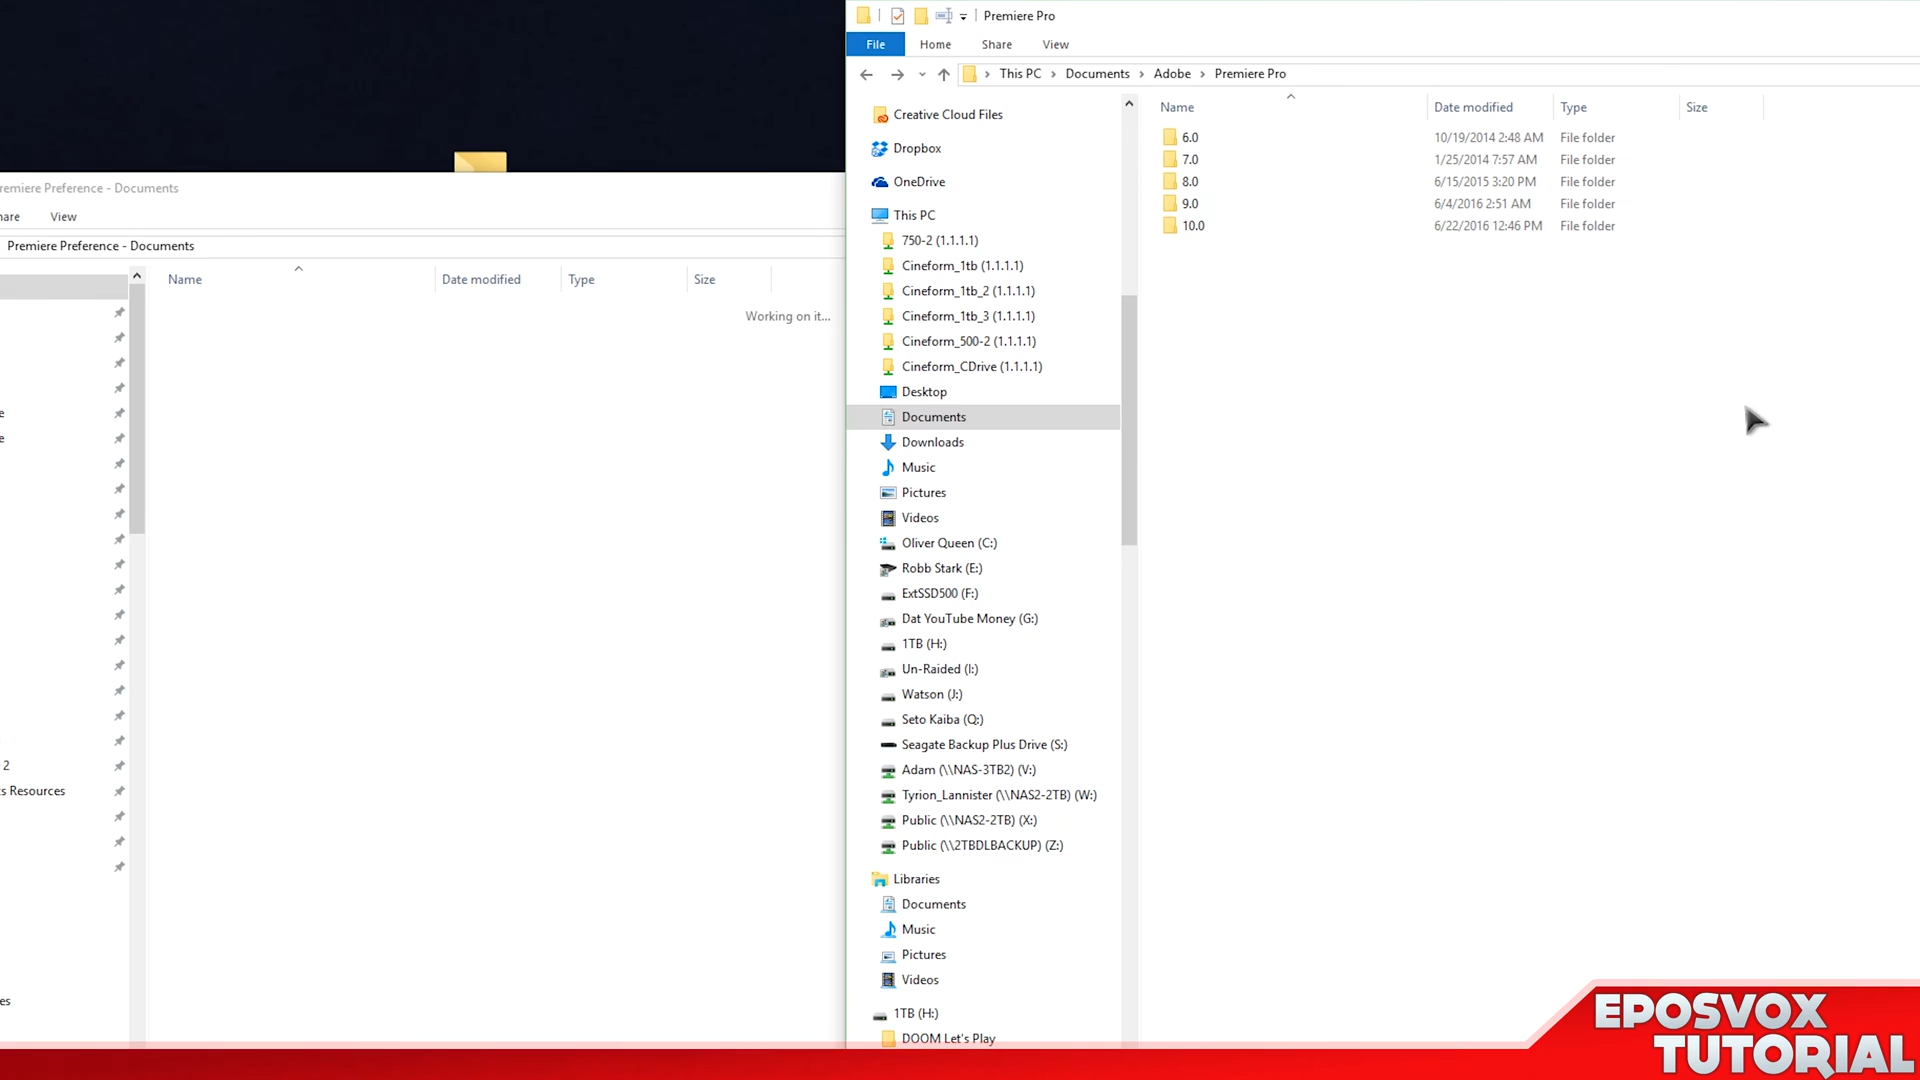 Premiere Pro
File Home Share View
This PC Documents Adobe Premiere Pro
Name Date modified Type Size
6.0 10/19/2014 2:48 AM File folder
7.0 1/25/2014 7:57 AM File folder
8.0 6/15/2015 3:20 PM File folder
9.0 6/4/2016 2:51 AM File folder
10.0 6/22/2016 12:46 PM File folder
Creative Cloud Files
Dropbox
OneDrive
This PC
750-2 (1.1.1.1)
Cineform_1tb (1.1.1.1)
Cineform_1tb_2 (1.1.1.1)
Cineform_1tb_3 (1.1.1.1)
Cineform_500-2 (1.1.1.1)
Cineform_CDrive (1.1.1.1)
Desktop
Documents
Downloads
Music
Pictures
Videos
Oliver Queen (C:)
Robb Stark (E:)
ExtSSD500 (F:)
Dat YouTube Money (G:)
1TB (H:)
Un-Raided (I:)
Watson (J:)
Seto Kaiba (Q:)
Seagate Backup Plus Drive (S:)
Adam (\\NAS-3TB2) (V:)
Tyrion_Lannister (\\NAS2-2TB) (W:)
Public (\\NAS2-2TB) (X:)
Public (\\2TBDLBACKUP) (Z:)
Libraries
Documents
Music
Pictures
Videos
1TB (H:)
DOOM Let's Play
remiere Preference - Documents
hare View
Premiere Preference - Documents
Name Date modified Type Size
Working on it...
e
e
2
s Resources
es
EPOSVOX
TUTORIAL